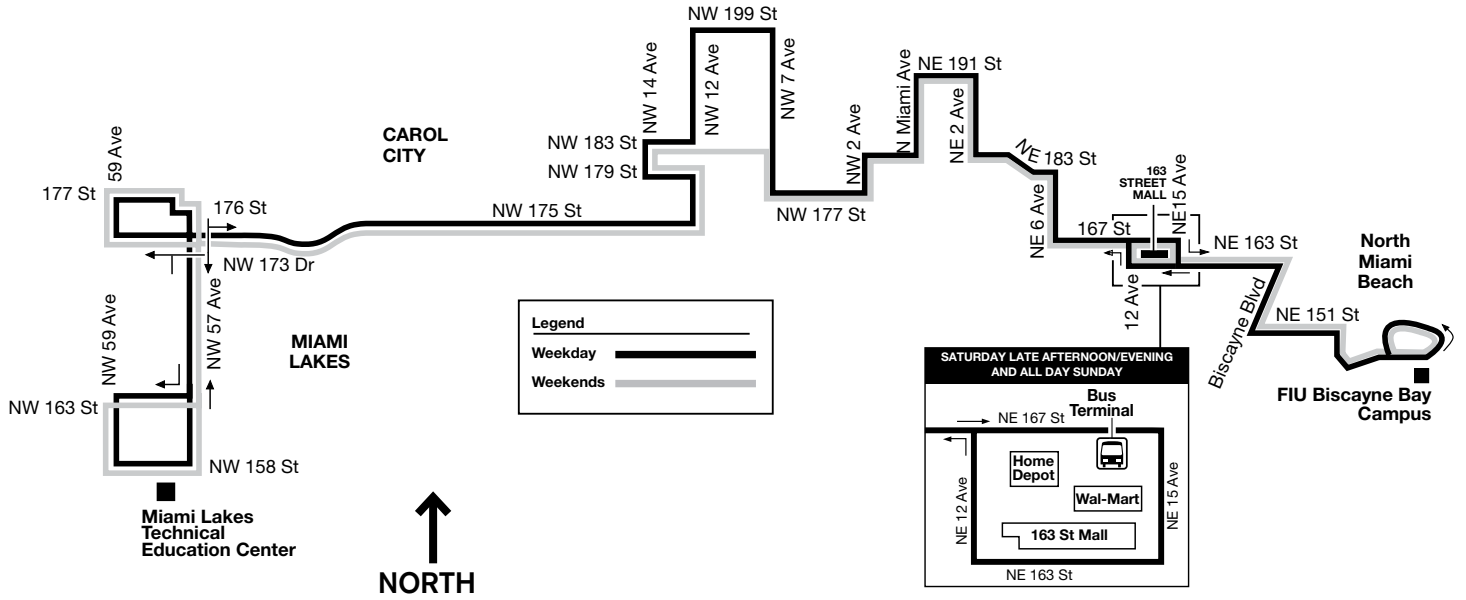 NW 199 St
NW 14 Ave
NW 12 Ave
NW 7 Ave
N Miami Ave
NE 191 St
NE 2 Ave
NW 2 Ave
59 Ave
CAROL
CITY
NW 183 St
NW 179 St
NE 183 St
163
STREET
MALL
NE15 Ave
177 St
176 St
NW 175 St
NW 177 St
NE 6 Ave
167 St
NE 163 St
North
Miami
Beach
NW 173 Dr
12 Ave
Biscayne Blvd
NE 151 St
NW 59 Ave
NW 57 Ave
MIAMI
LAKES
Legend
Weekday
Weekends
SATURDAY LATE AFTERNOON/EVENING
AND ALL DAY SUNDAY
FIU Biscayne Bay
Campus
NW 163 St
Bus
Terminal
NE 167 St
Home
Depot
Wal-Mart
NE 12 Ave
NE 15 Ave
163 St Mall
NE 163 St
NW 158 St
Miami Lakes
Technical
Education Center
NORTH